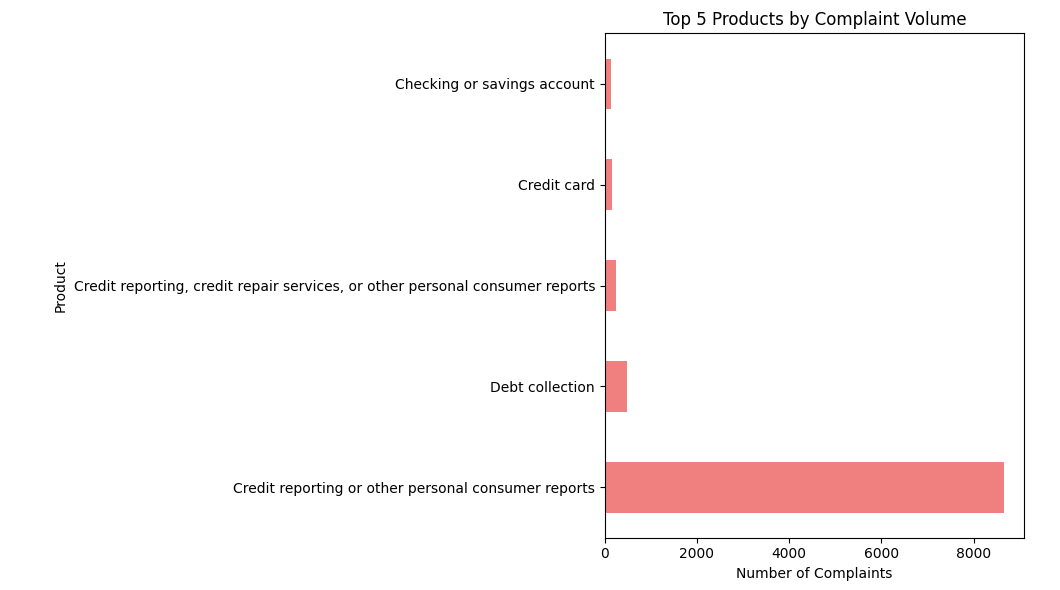 Top 5 Products by Complaint Volume
Checking or savings account
Credit card
Credit reporting, credit repair services, or other personal consumer reports
Debt collection
Credit reporting or other personal consumer reports
Product
0 2000 4000 6000 8000
Number of Complaints